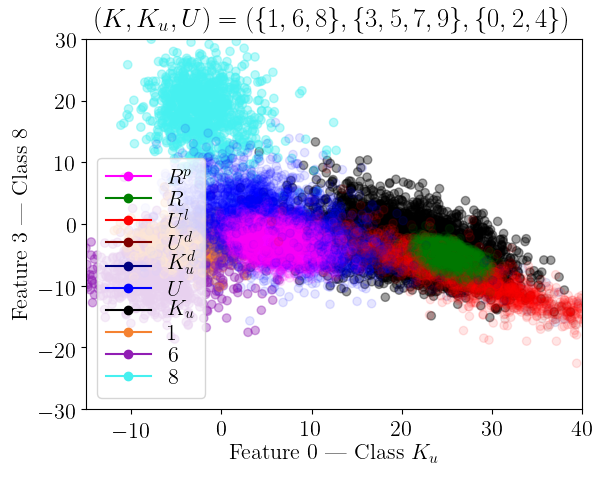 (K, K_u, U) = ({1, 6, 8}, {3, 5, 7, 9}, {0, 2, 4})
30
20
10
0
−10
−20
−30
Feature 3 — Class 8
R^p
R
U^l
U^d
K_u^d
U
K_u
1
6
8
−10
0
10
20
30
40
Feature 0 — Class K_u